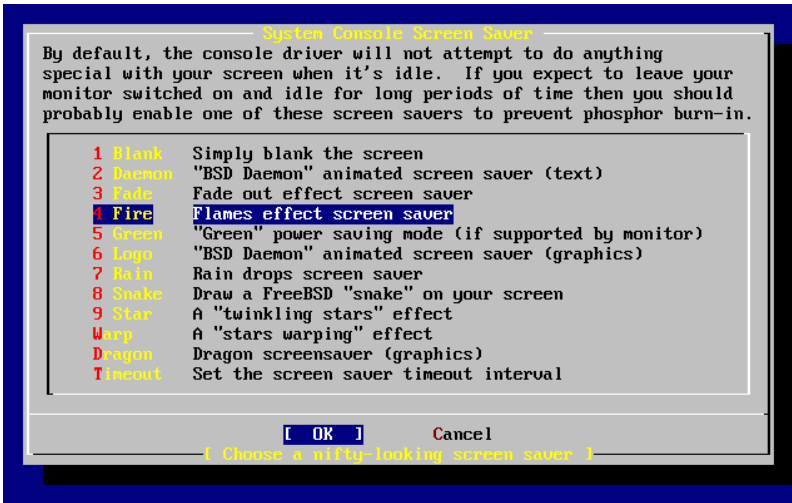 System Console Screen Saver
By default, the console driver will not attempt to do anything
special with your screen when it's idle.  If you expect to leave your
monitor switched on and idle for long periods of time then you should
probably enable one of these screen savers to prevent phosphor burn-in.
1 Blank   Simply blank the screen
2 Daemon  "BSD Daemon" animated screen saver (text)
3 Fade    Fade out effect screen saver
4 Fire    Flames effect screen saver
5 Green   "Green" power saving mode (if supported by monitor)
6 Logo    "BSD Daemon" animated screen saver (graphics)
7 Rain    Rain drops screen saver
8 Snake   Draw a FreeBSD "snake" on your screen
9 Star    A "twinkling stars" effect
Warp      A "stars warping" effect
Dragon    Dragon screensaver (graphics)
Timeout   Set the screen saver timeout interval
[  OK  ]     Cancel
[ Choose a nifty-looking screen saver ]